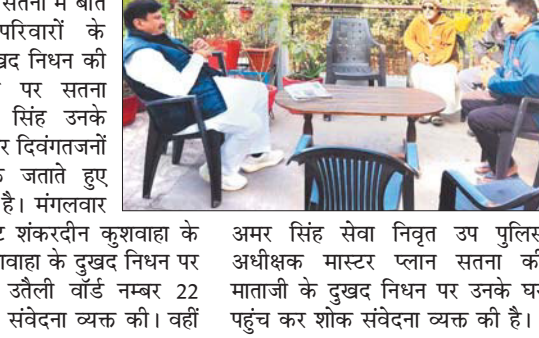 सतना में बीते
परिवारों के
दुखद निधन की
पर सतना
सिंह उनके
दिवंगतजनों
जताते हुए
है। मंगलवार
शंकरदीन कुशवाहा के
कुशवाहा के दुखद निधन पर
उतैली वॉर्ड नम्बर 22
संवेदना व्यक्त की। वहीं
अमर सिंह सेवा निवृत उप पुलिस
अधीक्षक मास्टर प्लान सतना की
माताजी के दुखद निधन पर उनके घर
पहुंच कर शोक संवेदना व्यक्त की है।